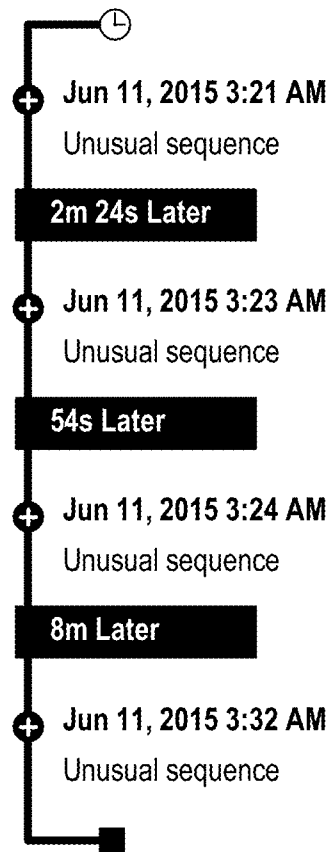 Jun 11, 2015 3:21 AM
Unusual sequence
2m 24s Later
Jun 11, 2015 3:23 AM
Unusual sequence
54s Later
Jun 11, 2015 3:24 AM
Unusual sequence
8m Later
Jun 11, 2015 3:32 AM
Unusual sequence